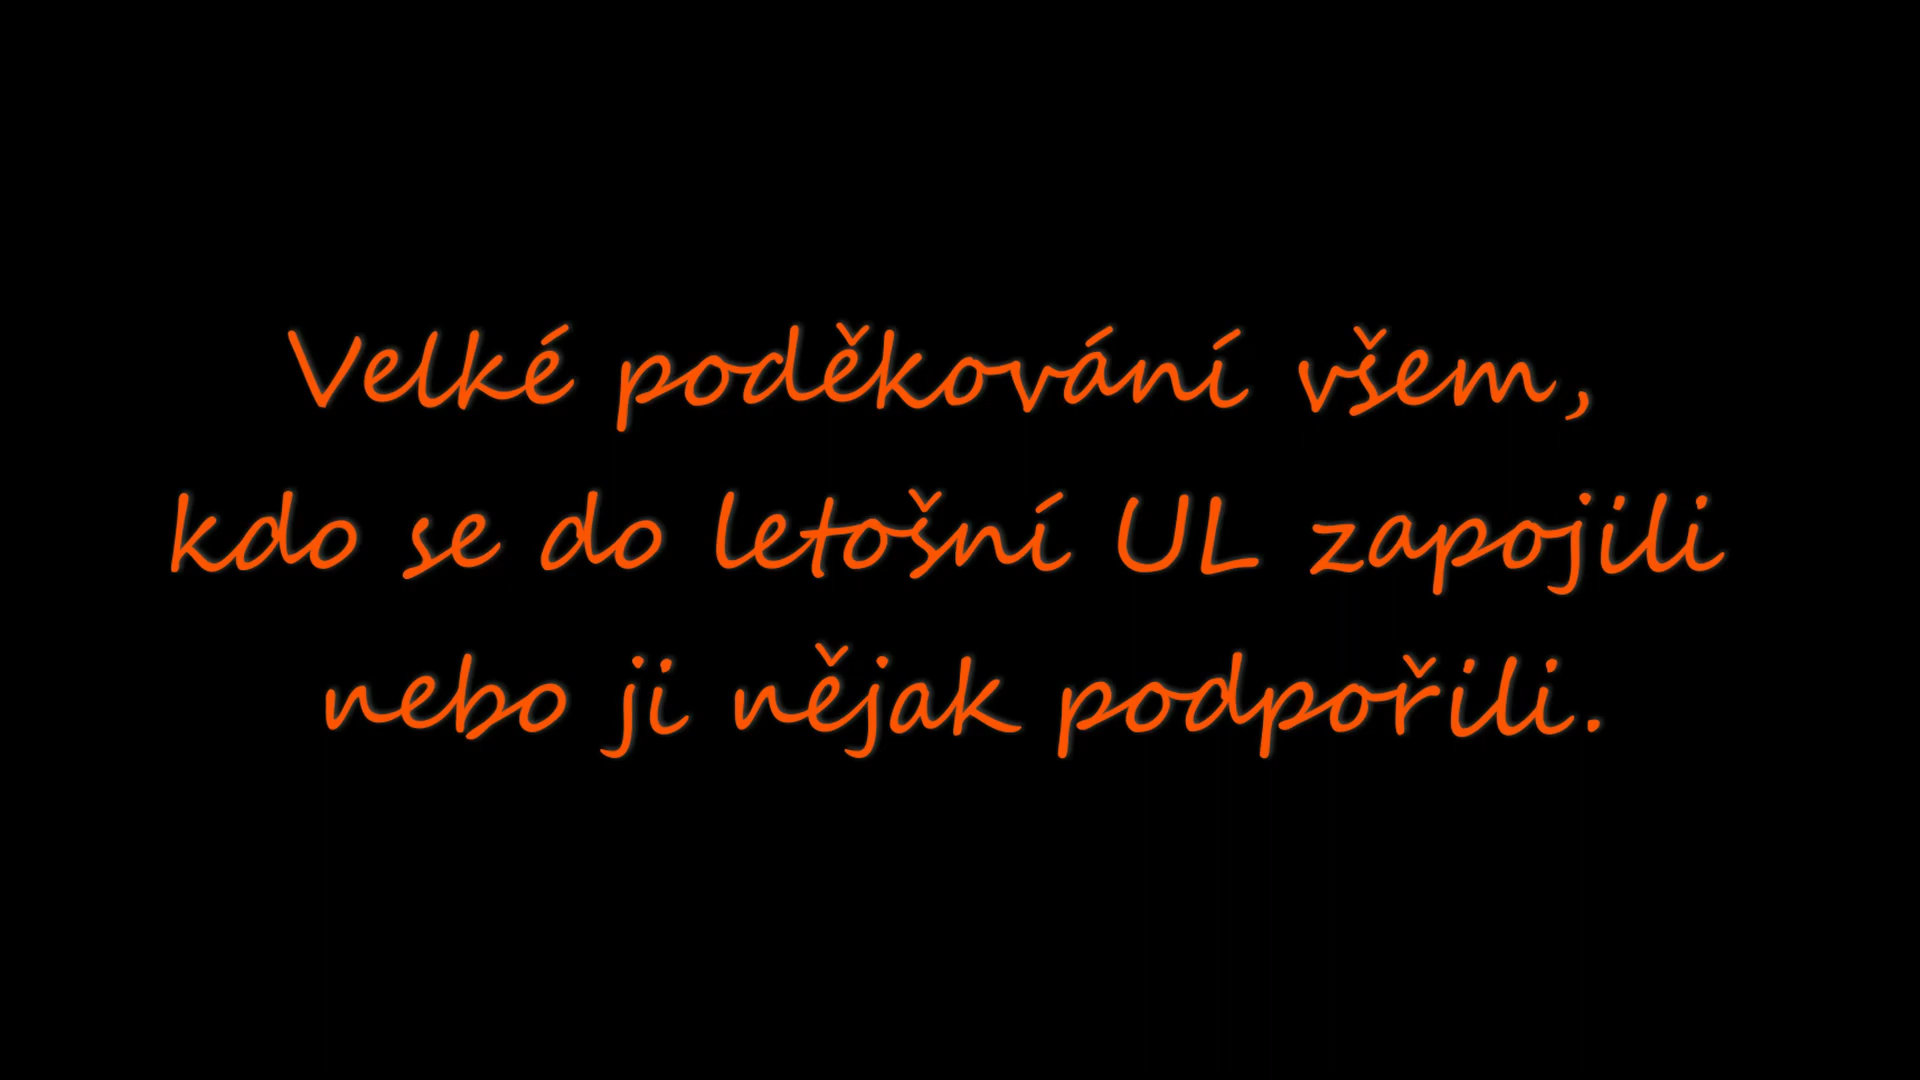 Velké poděkování všem,
kdo se do letošní UL zapojili
nebo ji nějak podpořili.